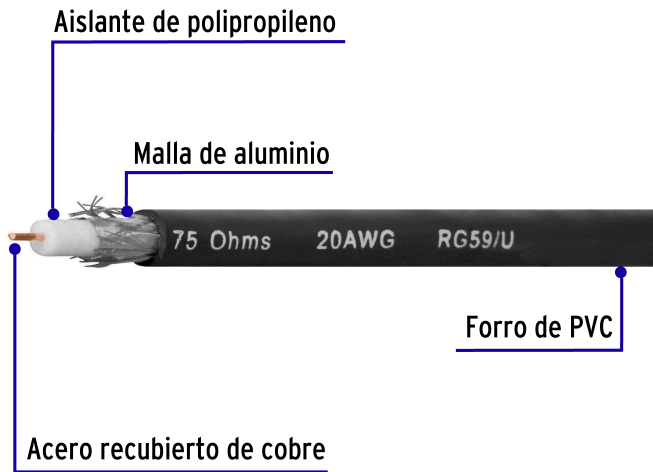 Aislante de polipropileno
Malla de aluminio
75 Ohms 20AWG RG59/U
Forro de PVC
Acero recubierto de cobre